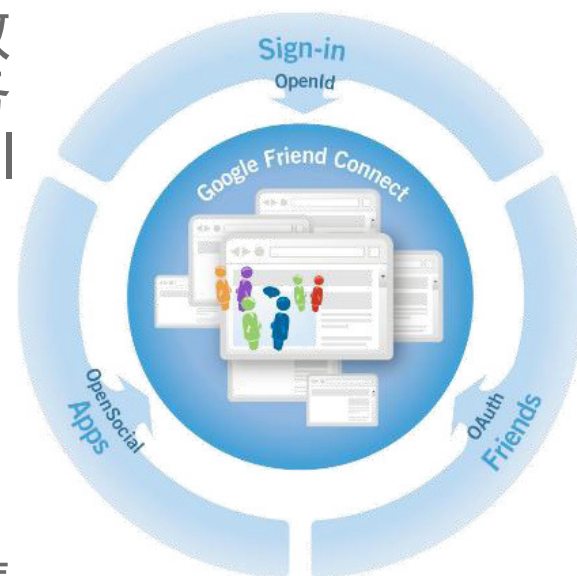 Sign-in
OpenId
Google Friend Connect
OpenSocial
Apps
OAuth
Friends